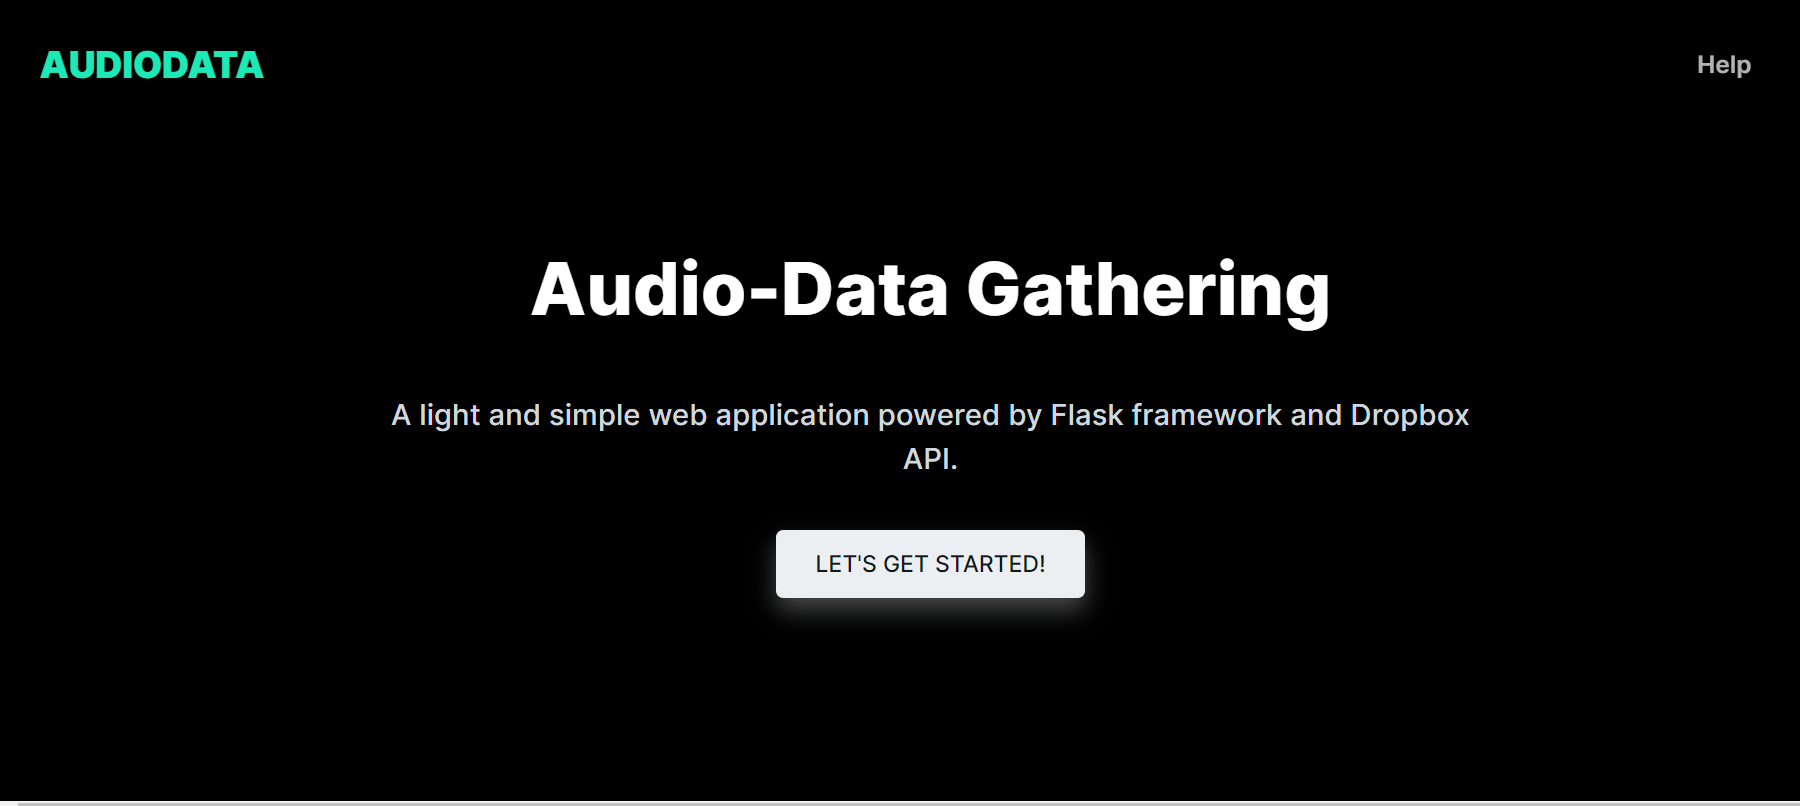 AUDIODATA
Help
Audio-Data Gathering
A light and simple web application powered by Flask framework and Dropbox
API.
LET'S GET STARTED!